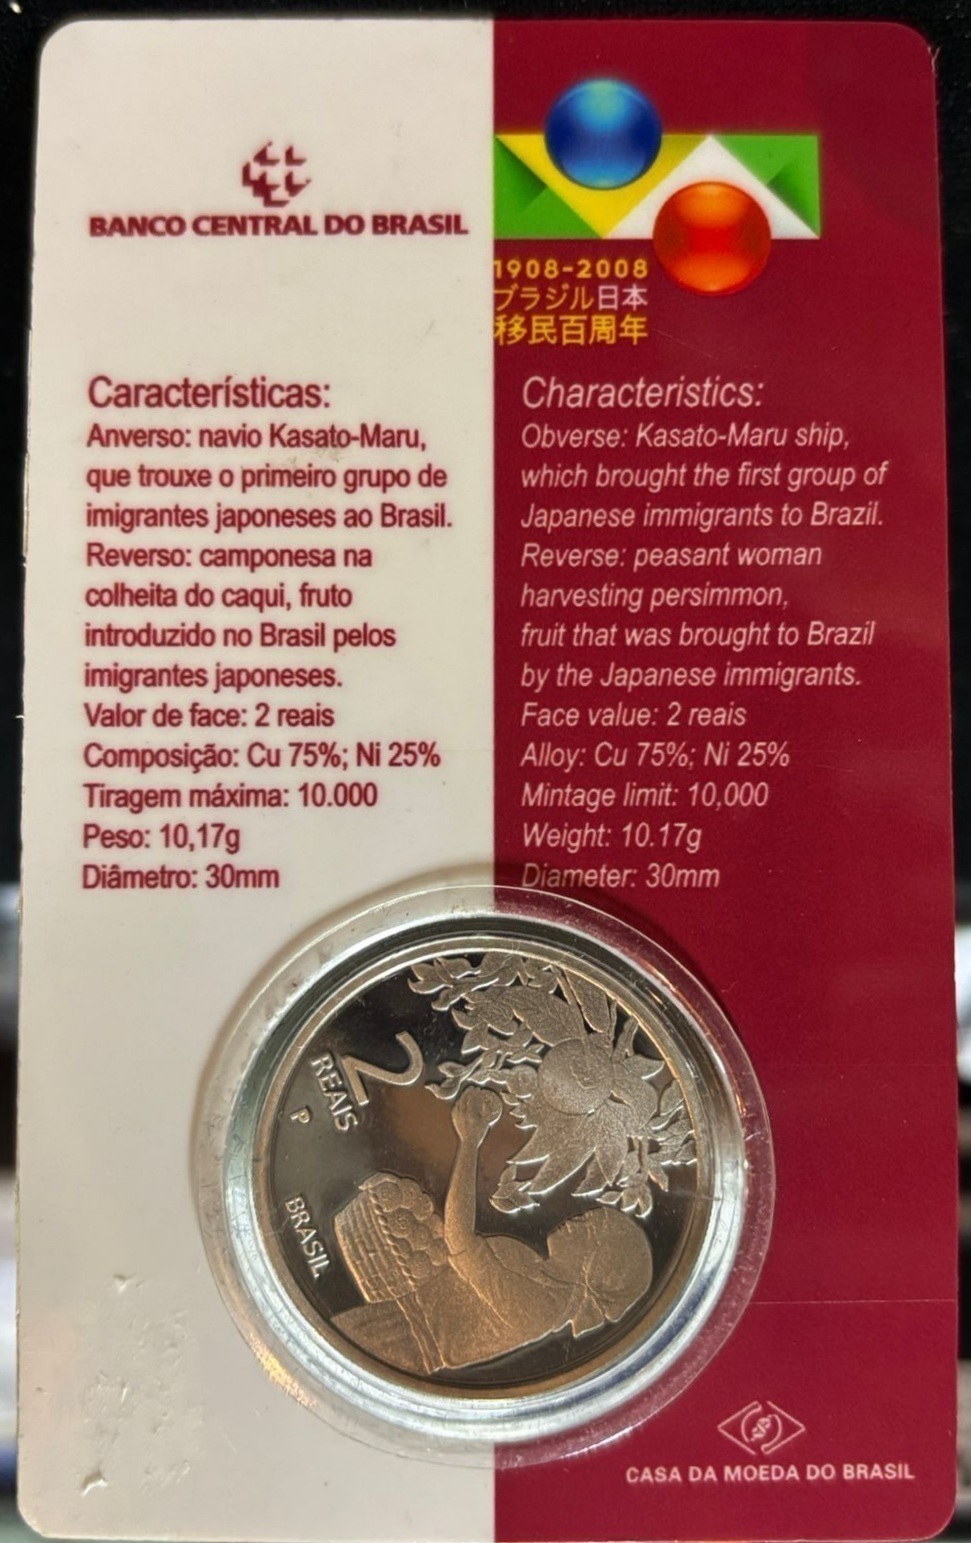 BANCO CENTRAL DO BRASIL
1908-2008
ブラジル日本
移民百周年
Características:
Anverso: navio Kasato-Maru,
que trouxe o primeiro grupo de
imigrantes japoneses ao Brasil.
Reverso: camponesa na
colheita do caqui, fruto
introduzido no Brasil pelos
imigrantes japoneses.
Valor de face: 2 reais
Composição: Cu 75%; Ni 25%
Tiragem máxima: 10.000
Peso: 10,17g
Diâmetro: 30mm
Characteristics:
Obverse: Kasato-Maru ship,
which brought the first group of
Japanese immigrants to Brazil.
Reverse: peasant woman
harvesting persimmon,
fruit that was brought to Brazil
by the Japanese immigrants.
Face value: 2 reais
Alloy: Cu 75%; Ni 25%
Mintage limit: 10,000
Weight: 10.17g
Diameter: 30mm
2
REAIS
P
BRASIL
CASA DA MOEDA DO BRASIL